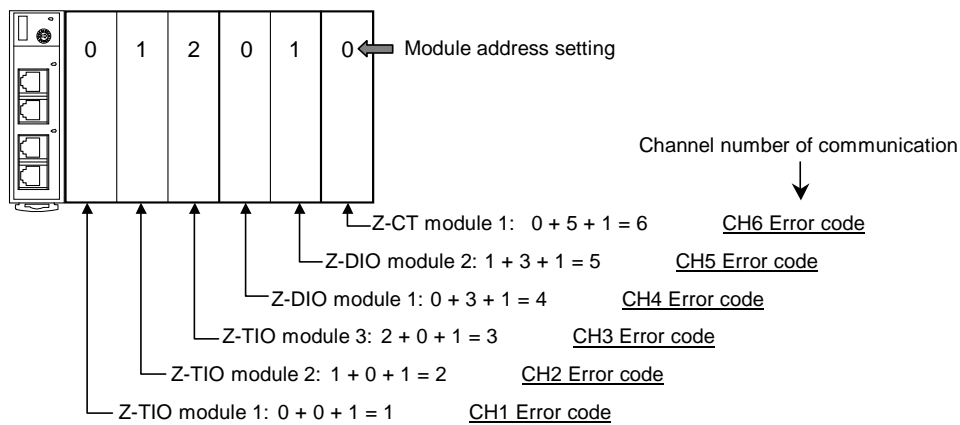 0 1 2 0 1 0 Module address setting
Channel number of communication
Z-CT module 1: 0 + 5 + 1 = 6 CH6 Error code
Z-DIO module 2: 1 + 3 + 1 = 5 CH5 Error code
Z-DIO module 1: 0 + 3 + 1 = 4 CH4 Error code
Z-TIO module 3: 2 + 0 + 1 = 3 CH3 Error code
Z-TIO module 2: 1 + 0 + 1 = 2 CH2 Error code
Z-TIO module 1: 0 + 0 + 1 = 1 CH1 Error code